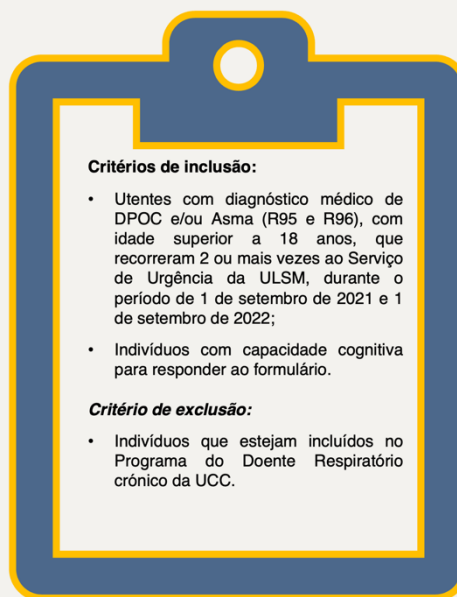 Critérios de inclusão:
• Utentes com diagnóstico médico de
DPOC e/ou Asma (R95 e R96), com
idade superior a 18 anos, que
recorreram 2 ou mais vezes ao Serviço
de Urgência da ULSM, durante o
período de 1 de setembro de 2021 e 1
de setembro de 2022;
• Indivíduos com capacidade cognitiva
para responder ao formulário.
Critério de exclusão:
• Indivíduos que estejam incluídos no
Programa do Doente Respiratório
crónico da UCC.